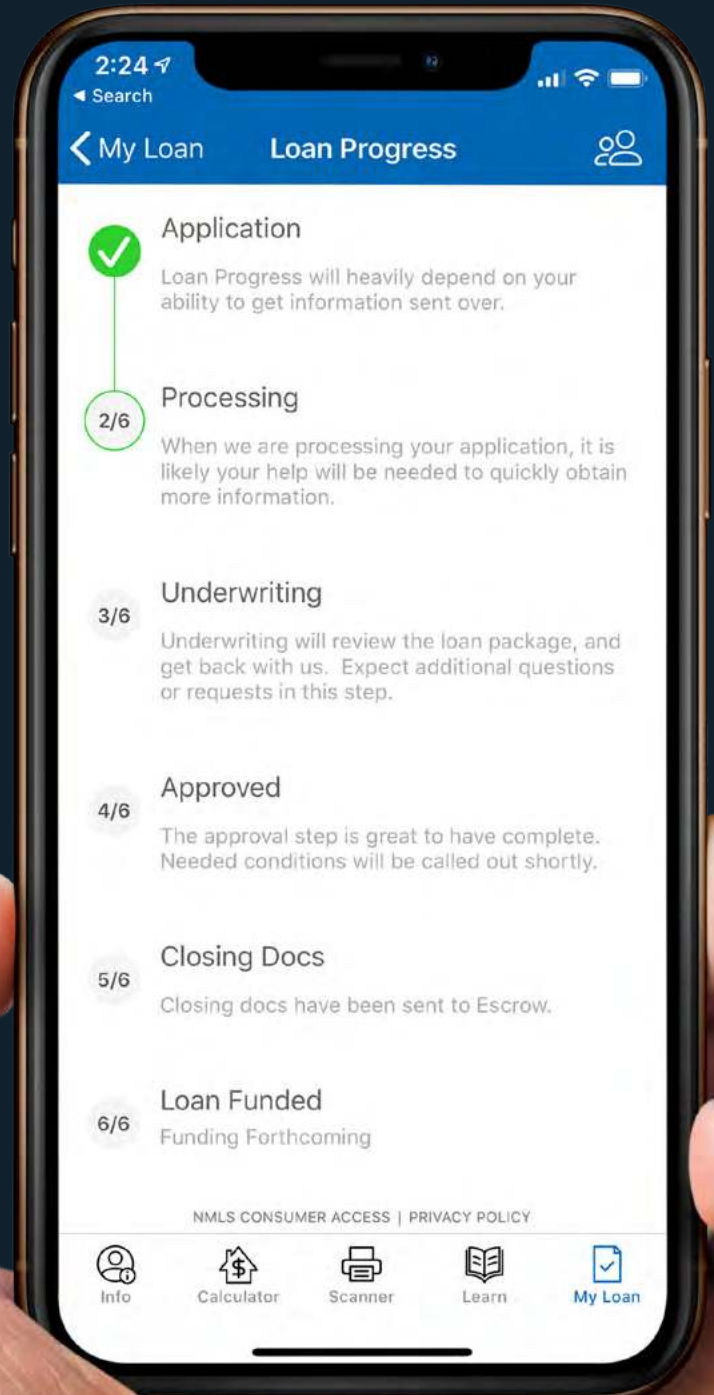 2:24
◀ Search
My Loan
Loan Progress
Application
Loan Progress will heavily depend on your
ability to get information sent over.
2/6
Processing
When we are processing your application, it is
likely your help will be needed to quickly obtain
more information.
3/6
Underwriting
Underwriting will review the loan package, and
get back with us.  Expect additional questions
or requests in this step.
4/6
Approved
The approval step is great to have complete.
Needed conditions will be called out shortly.
5/6
Closing Docs
Closing docs have been sent to Escrow.
6/6
Loan Funded
Funding Forthcoming
NMLS CONSUMER ACCESS | PRIVACY POLICY
Info
Calculator
Scanner
Learn
My Loan